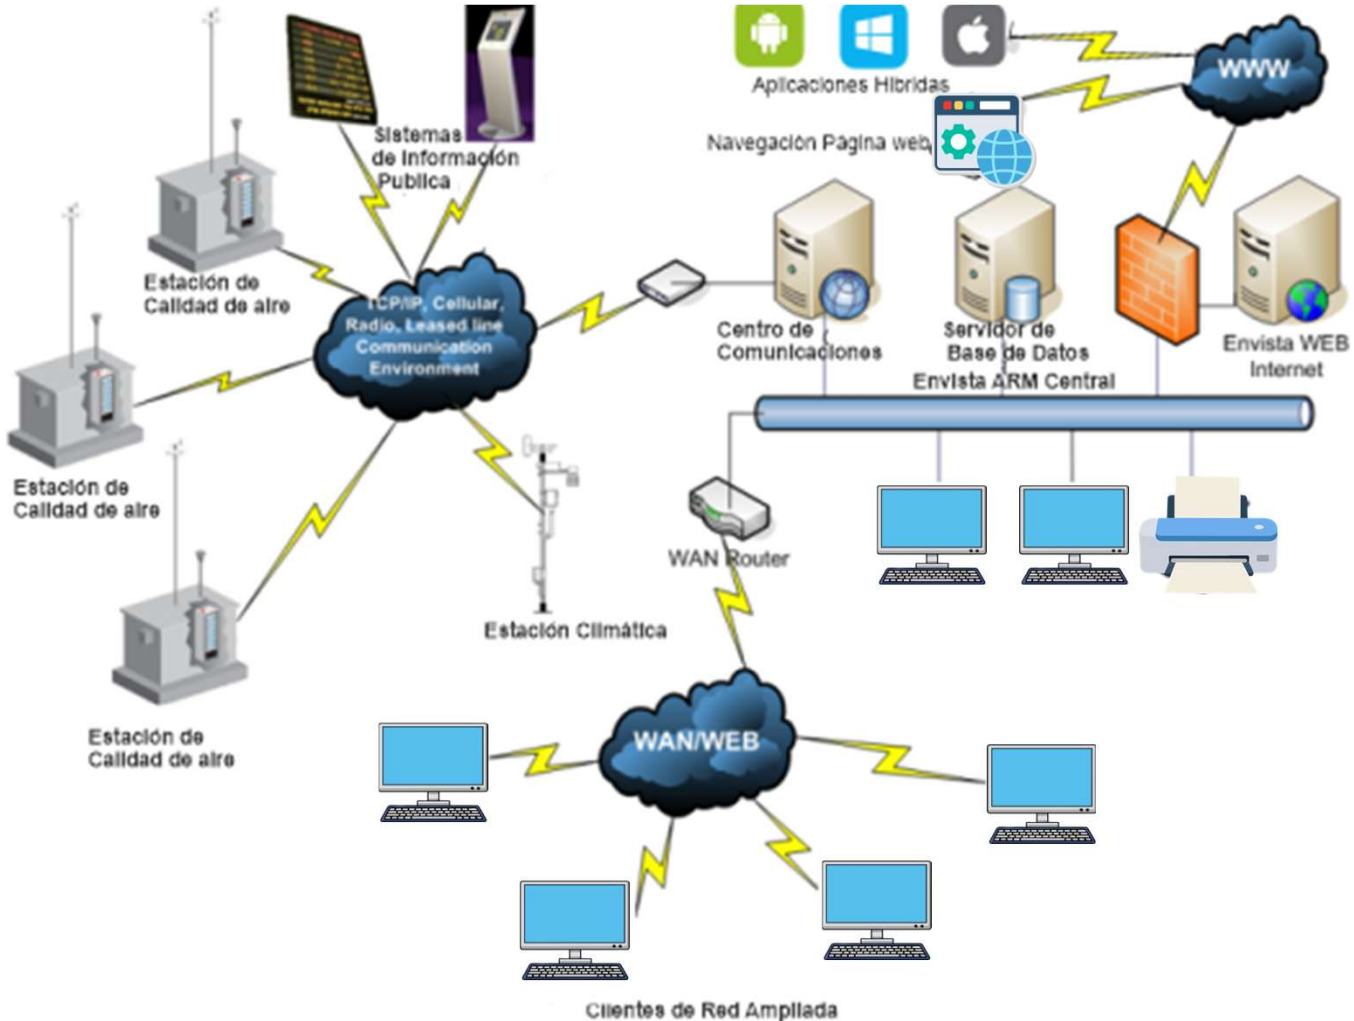 Aplicaciones Hibridas
WWW
Sistemas
de Información
Publica
Navegación Página web
Estación de
Calidad de aire
TCP/IP, Cellular,
Radio, Leased line
Communication
Environment
Centro de
Comunicaciones
Servidor de
Base de Datos
Envista ARM Central
Envista WEB
Internet
Estación de
Calidad de aire
WAN Router
Estación Climática
Estación de
Calidad de aire
WAN/WEB
Clientes de Red Ampliada